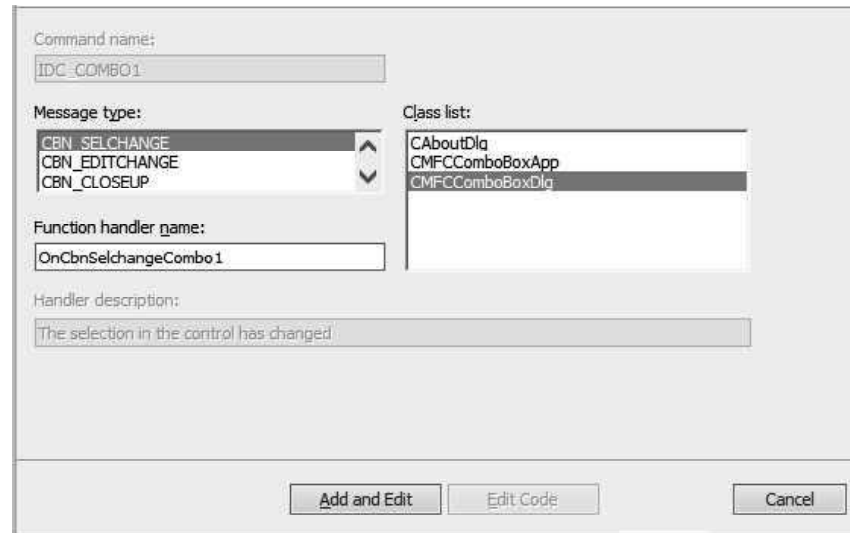 Command name:
IDC_COMBO1
Message type:
CBN_SELCHANGE
CBN_EDITCHANGE
CBN_CLOSEUP
Class list:
CAboutDlg
CMFCComboBoxApp
CMFCComboBoxDlg
Function handler name:
OnCbnSelchangeCombo1
Handler description:
The selection in the control has changed
Add and Edit
Edit Code
Cancel